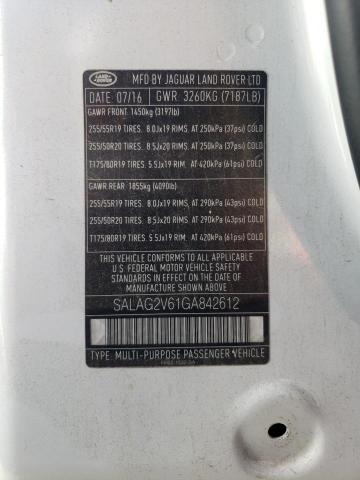 LAND ROVER
MFD BY JAGUAR LAND ROVER LTD
DATE 07/16 GWR 3260KG (7187LB)
GAWR FRONT 1450kg (3197lb)
255/55R19 TIRES. 8.0Jx19 RIMS. AT 250kPa (37psi) COLD
255/50R20 TIRES. 8.5Jx20 RIMS. AT 250kPa (37psi) COLD
T175/80R19 TIRES. 5.5Jx19 RIM. AT 420kPa (61psi) COLD
GAWR REAR 1855kg (4090lb)
255/55R19 TIRES. 8.0Jx19 RIMS. AT 290kPa (43psi) COLD
255/50R20 TIRES. 8.5Jx20 RIMS. AT 290kPa (43psi) COLD
T175/80R19 TIRES. 5.5Jx19 RIM. AT 420kPa (61psi) COLD
THIS VEHICLE CONFORMS TO ALL APPLICABLE
U.S. FEDERAL MOTOR VEHICLE SAFETY
STANDARDS IN EFFECT ON THE DATE OF
MANUFACTURE SHOWN ABOVE.
SALAG2V61GA842612
TYPE: MULTI-PURPOSE PASSENGER VEHICLE